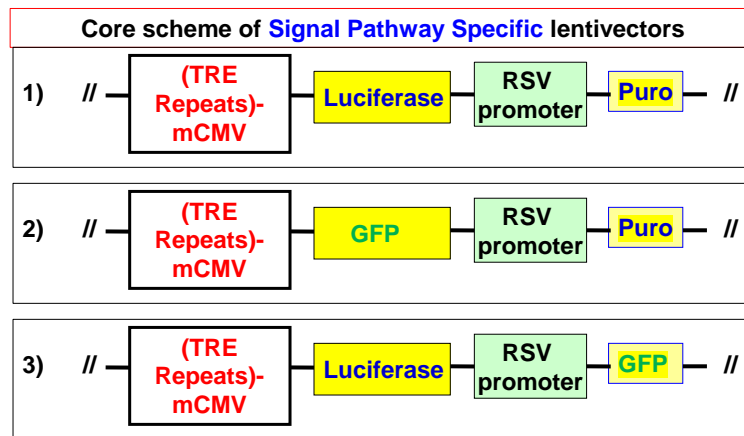 Core scheme of Signal Pathway Specific lentivectors
1) // (TRE Repeats)-mCMV Luciferase RSV promoter Puro //
2) // (TRE Repeats)-mCMV GFP RSV promoter Puro //
3) // (TRE Repeats)-mCMV Luciferase RSV promoter GFP //